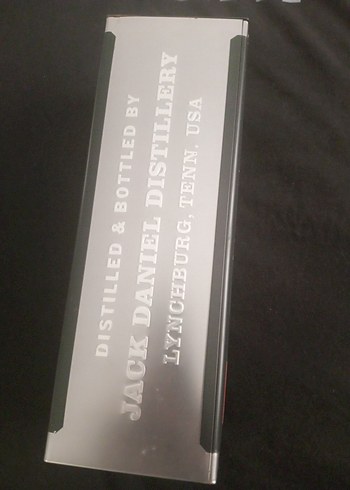 DISTILLED & BOTTLED BY
JACK DANIEL DISTILLERY
LYNCHBURG, TENN. USA